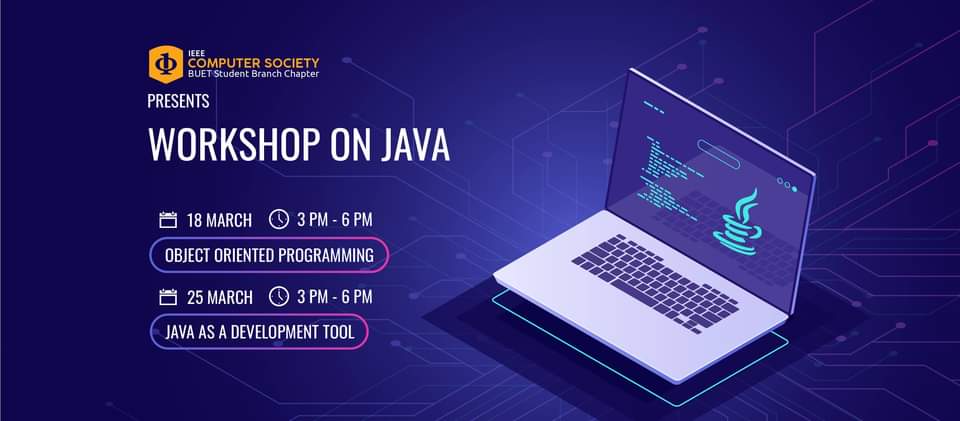 IEEE
COMPUTER SOCIETY
BUET Student Branch Chapter
PRESENTS
WORKSHOP ON JAVA
18 MARCH 3 PM - 6 PM
OBJECT ORIENTED PROGRAMMING
25 MARCH 3 PM - 6 PM
JAVA AS A DEVELOPMENT TOOL